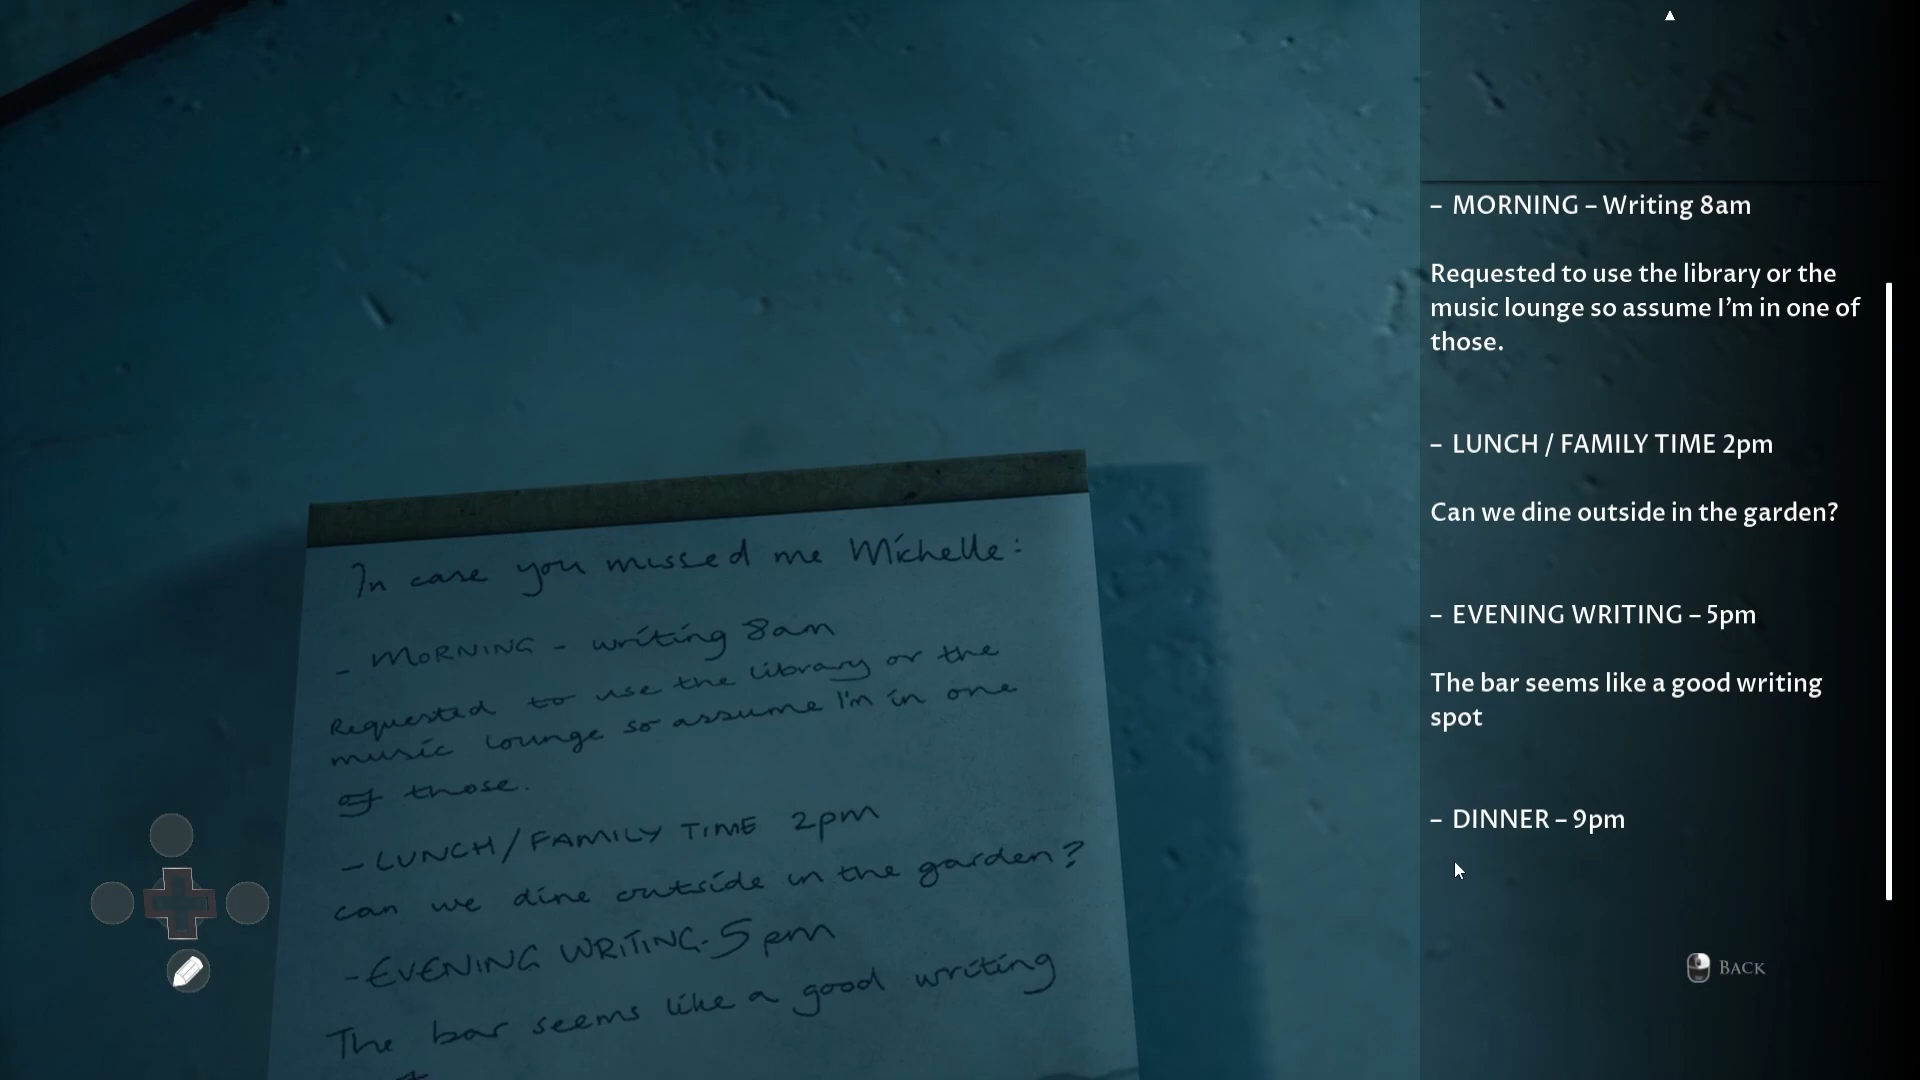 In case you missed me Michelle:
- MORNING - writing 8am
Requested to use the library or the
music lounge so assume I'm in one
of those.
- LUNCH / FAMILY TIME 2pm
can we dine outside in the garden?
- EVENING WRITING - 5pm
The bar seems like a good writing
– MORNING – Writing 8am
Requested to use the library or the
music lounge so assume I'm in one of
those.
– LUNCH / FAMILY TIME 2pm
Can we dine outside in the garden?
– EVENING WRITING – 5pm
The bar seems like a good writing
spot
– DINNER – 9pm
BACK